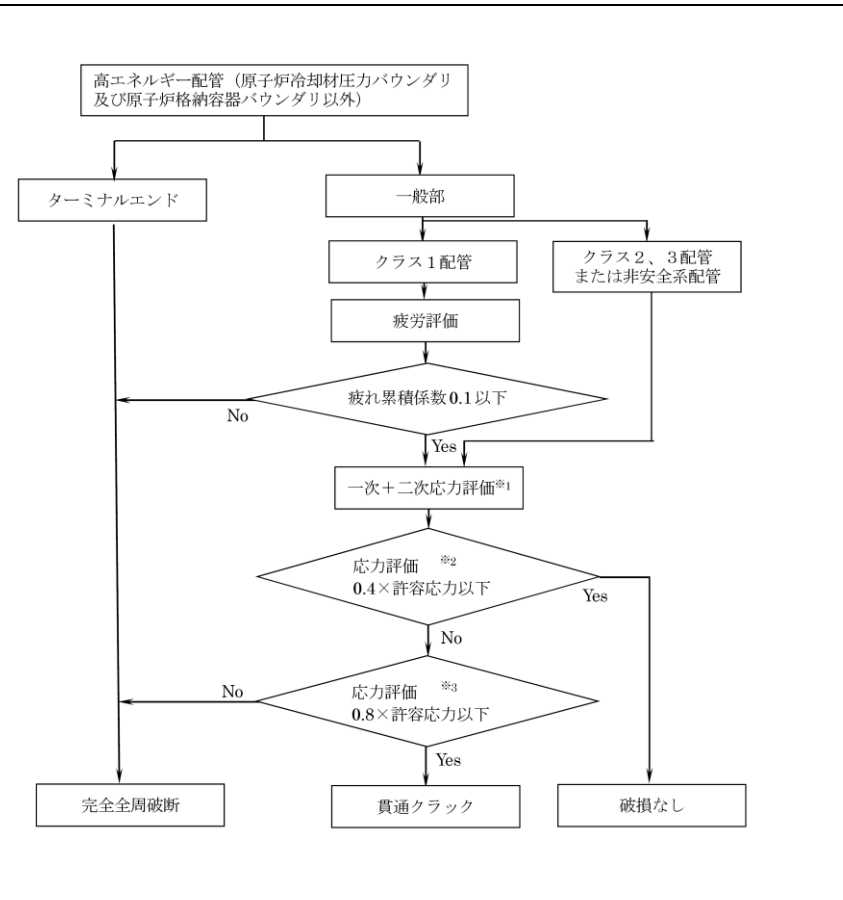 高エネルギー配管（原子炉冷却材圧力バウンダリ
及び原子炉格納容器バウンダリ以外）
ターミナルエンド
一般部
クラス１配管
クラス２、３配管
または非安全系配管
疲労評価
疲れ累積係数0.1以下
No
Yes
一次＋二次応力評価※1
応力評価　※2
0.4×許容応力以下
Yes
No
応力評価　※3
0.8×許容応力以下
No
Yes
完全全周破断
貫通クラック
破損なし